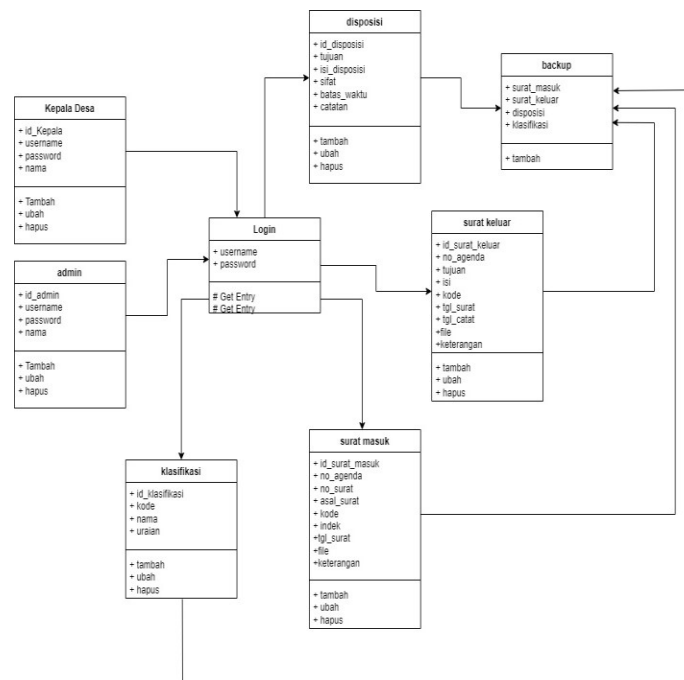 disposisi
+ id_disposisi
+ tujuan
+ isi_disposisi
+ sifat
+ batas_waktu
+ catatan
+ tambah
+ ubah
+ hapus
backup
+ surat_masuk
+ surat_keluar
+ disposisi
+ klasifikasi
+ tambah
Kepala Desa
+ id_Kepala
+ username
+ password
+ nama
+ Tambah
+ ubah
+ hapus
Login
+ username
+ password
# Get Entry
# Get Entry
surat keluar
+ id_surat_keluar
+ no_agenda
+ tujuan
+ isi
+ kode
+ tgl_surat
+ tgl_catat
+file
+keterangan
+ tambah
+ ubah
+ hapus
admin
+ id_admin
+ username
+ password
+ nama
+ Tambah
+ ubah
+ hapus
surat masuk
+ id_surat_masuk
+ no_agenda
+ no_surat
+ asal_surat
+ kode
+ indek
+tgl_surat
+file
+keterangan
+ tambah
+ ubah
+ hapus
klasifikasi
+ id_klasifikasi
+ kode
+ nama
+ uraian
+ tambah
+ ubah
+ hapus